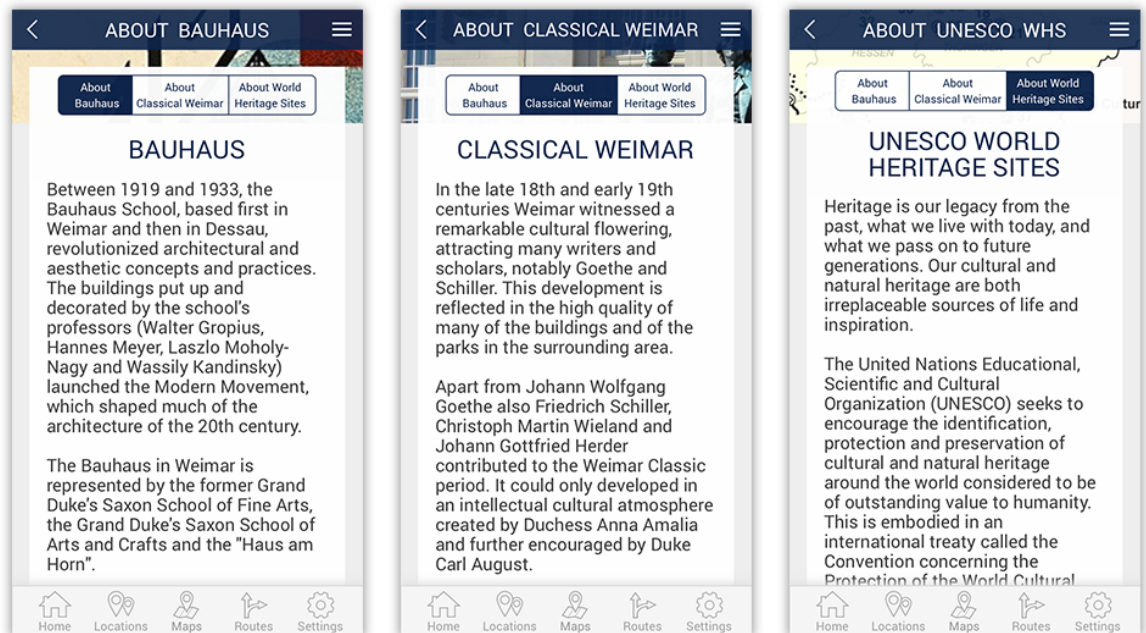 ABOUT BAUHAUS
About
Bauhaus
About
Classical Weimar
About World
Heritage Sites
BAUHAUS
Between 1919 and 1933, the
Bauhaus School, based first in
Weimar and then in Dessau,
revolutionized architectural and
aesthetic concepts and practices.
The buildings put up and
decorated by the school's
professors (Walter Gropius,
Hannes Meyer, Laszlo Moholy-
Nagy and Wassily Kandinsky)
launched the Modern Movement,
which shaped much of the
architecture of the 20th century.
The Bauhaus in Weimar is
represented by the former Grand
Duke's Saxon School of Fine Arts,
the Grand Duke's Saxon School of
Arts and Crafts and the "Haus am
Horn".
Home Locations Maps Routes Settings
ABOUT CLASSICAL WEIMAR
About
Bauhaus
About
Classical Weimar
About World
Heritage Sites
CLASSICAL WEIMAR
In the late 18th and early 19th
centuries Weimar witnessed a
remarkable cultural flowering,
attracting many writers and
scholars, notably Goethe and
Schiller. This development is
reflected in the high quality of
many of the buildings and of the
parks in the surrounding area.
Apart from Johann Wolfgang
Goethe also Friedrich Schiller,
Christoph Martin Wieland and
Johann Gottfried Herder
contributed to the Weimar Classic
period. It could only developed in
an intellectual cultural atmosphere
created by Duchess Anna Amalia
and further encouraged by Duke
Carl August.
Home Locations Maps Routes Settings
ABOUT UNESCO WHS
HESSEN
About
Bauhaus
About
Classical Weimar
About World
Heritage Sites
UNESCO WORLD
HERITAGE SITES
Heritage is our legacy from the
past, what we live with today, and
what we pass on to future
generations. Our cultural and
natural heritage are both
irreplaceable sources of life and
inspiration.
The United Nations Educational,
Scientific and Cultural
Organization (UNESCO) seeks to
encourage the identification,
protection and preservation of
cultural and natural heritage
around the world considered to be
of outstanding value to humanity.
This is embodied in an
international treaty called the
Convention concerning the
Protection of the World Cultural
Home Locations Maps Routes Settings